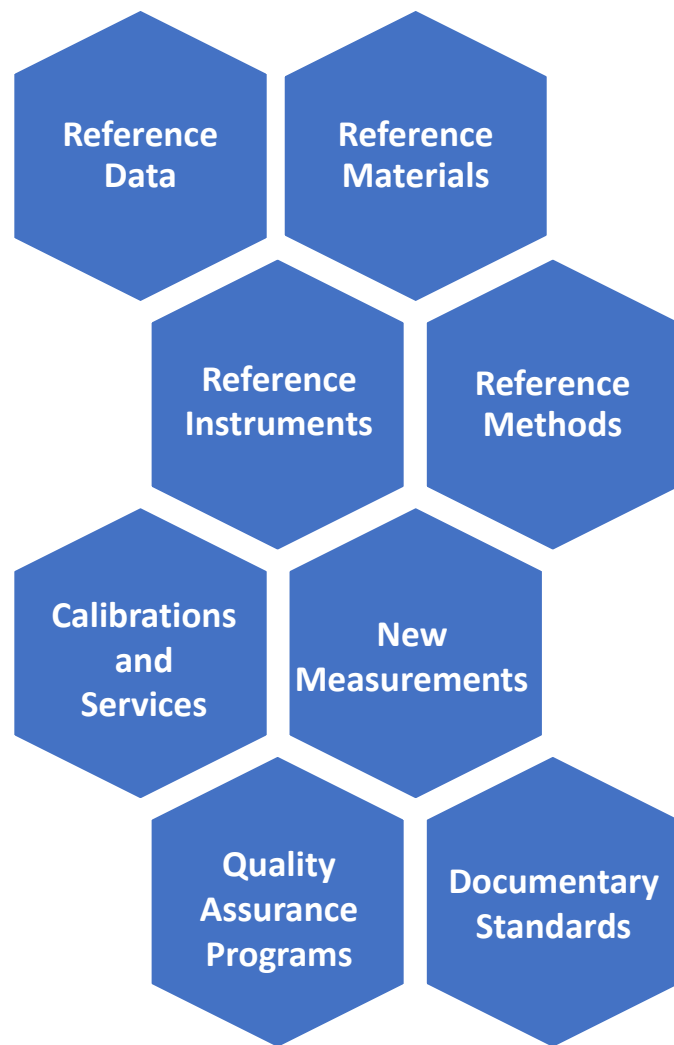 Reference
Data
Reference
Materials
Reference
Instruments
Reference
Methods
Calibrations
and
Services
New
Measurements
Quality
Assurance
Programs
Documentary
Standards